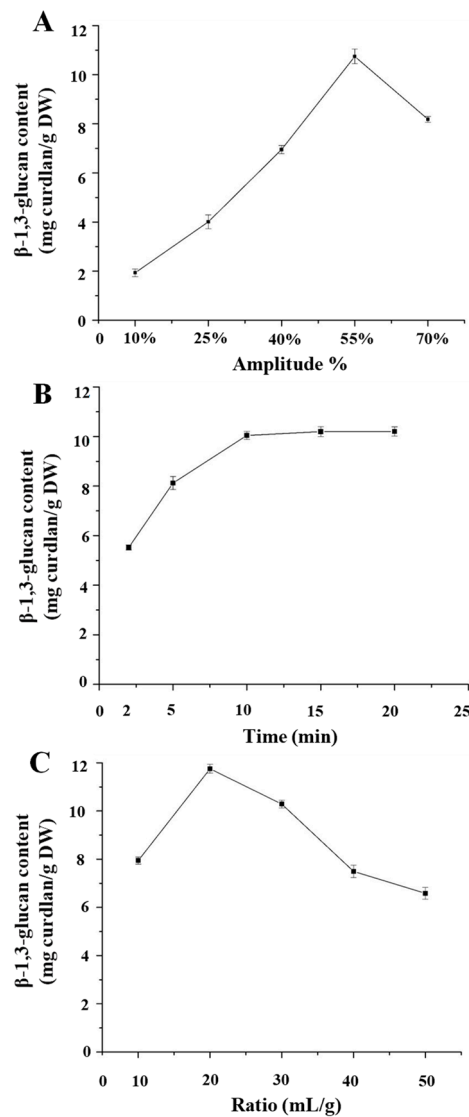 A
β-1,3-glucan content
(mg curdlan/g DW)
12
10
8
6
4
2
0
0 10% 25% 40% 55% 70%
Amplitude %
B
β-1,3-glucan content
(mg curdlan/g DW)
12
10
8
6
4
2
0
0 2 5 10 15 20 25
Time (min)
C
β-1,3-glucan content
(mg curdlan/g DW)
12
10
8
6
4
2
0
0 10 20 30 40 50
Ratio (mL/g)